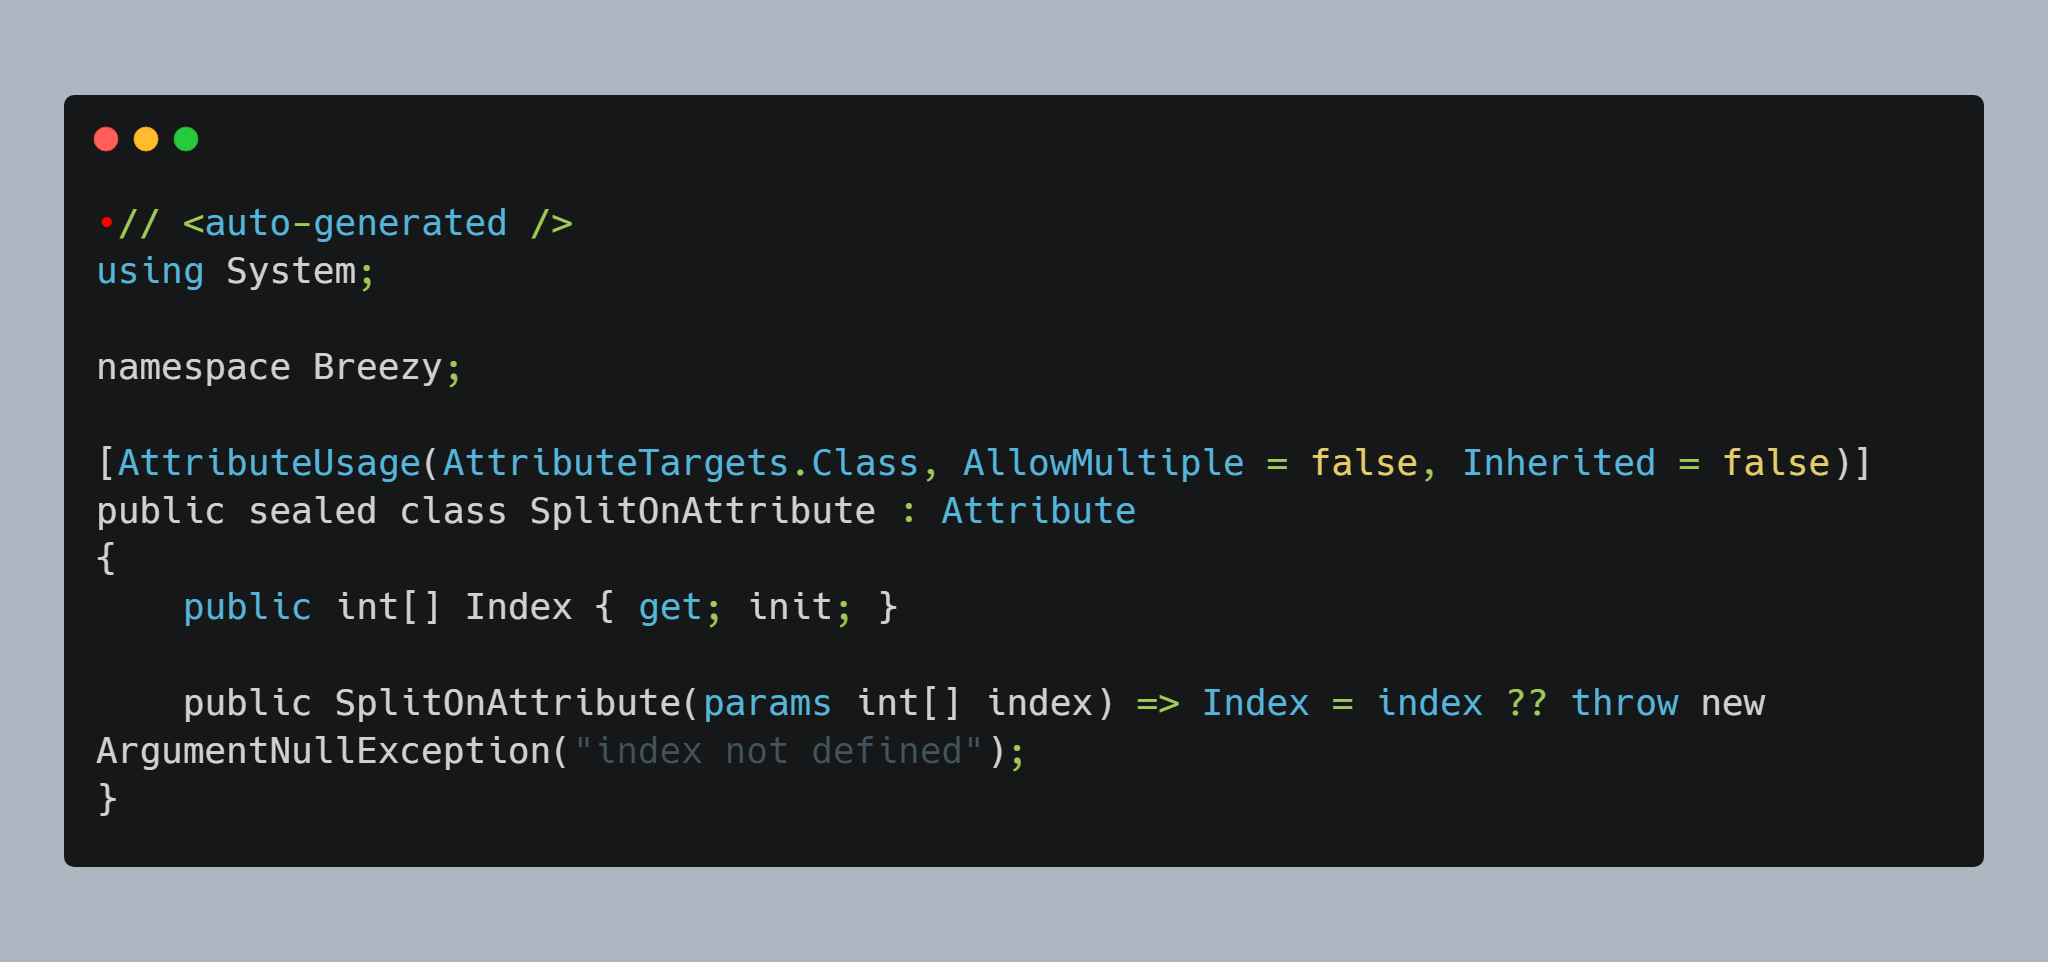 •// <auto-generated />
using System;
namespace Breezy;
[AttributeUsage(AttributeTargets.Class, AllowMultiple = false, Inherited = false)]
public sealed class SplitOnAttribute : Attribute
{
    public int[] Index { get; init; }
    public SplitOnAttribute(params int[] index) => Index = index ?? throw new
ArgumentNullException("index not defined");
}